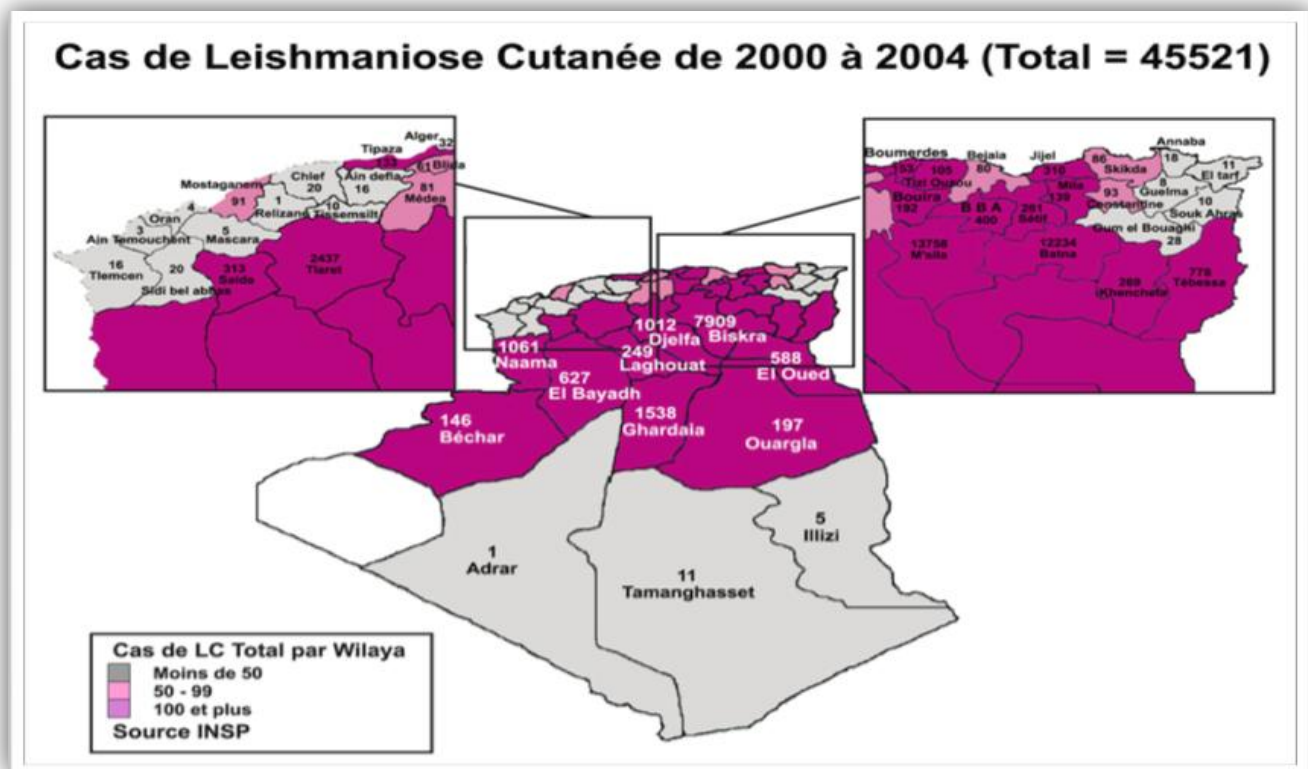 Cas de Leishmaniose Cutanée de 2000 à 2004 (Total = 45521)
Alger
32
Tipaza
Blida
61
Chlef
20
Ain defla
16
81
Médea
Mostaganem
91
1
Relizane
10
Tissemsilt
4
Oran
3
Ain Temouchent
5
Mascara
16
Tlemcen
20
Sidi bel abbas
313
Saida
2437
Tiaret
Annaba
18
11
El tarf
Boumerdes
Bejaia
80
Jijel
310
86
Skikda
105
Tizi Ouzou
Mila
139
93
Constantine
8
Guelma
10
Souk Ahras
Bouira
192
B B A
400
Sétif
Oum el Bouaghi
28
13758
M'sila
12234
Batna
Khenchela
778
Tebessa
1061
Naama
1012
Djelfa
7909
Biskra
249
Laghouat
588
El Oued
627
El Bayadh
146
Béchar
1538
Ghardaia
197
Ouargla
1
Adrar
11
Tamanghasset
5
Illizi
Cas de LC Total par Wilaya
Moins de 50
50 - 99
100 et plus
Source INSP